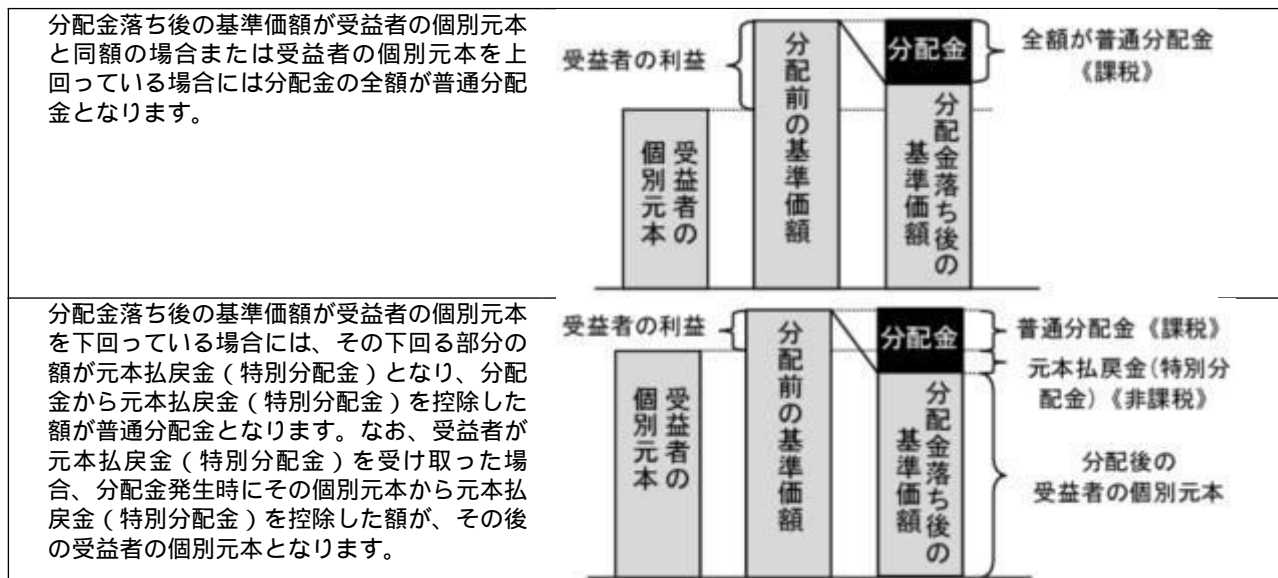 分配金落ち後の基準価額が受益者の個別元本
と同額の場合または受益者の個別元本を上
回っている場合には分配金の全額が普通分配
金となります。
受益者の利益
受益者の
個別元本
分配前の基準価額
分配金
分配金落ち後の
基準価額
全額が普通分配金
《課税》
分配金落ち後の基準価額が受益者の個別元本
を下回っている場合には、その下回る部分の
額が元本払戻金（特別分配金）となり、分配
金から元本払戻金（特別分配金）を控除した
額が普通分配金となります。なお、受益者が
元本払戻金（特別分配金）を受け取った場
合、分配金発生時にその個別元本から元本払
戻金（特別分配金）を控除した額が、その後
の受益者の個別元本となります。
受益者の利益
受益者の
個別元本
分配前の基準価額
分配金
分配金落ち後の
基準価額
普通分配金《課税》
元本払戻金(特別分
配金)《非課税》
分配後の
受益者の個別元本